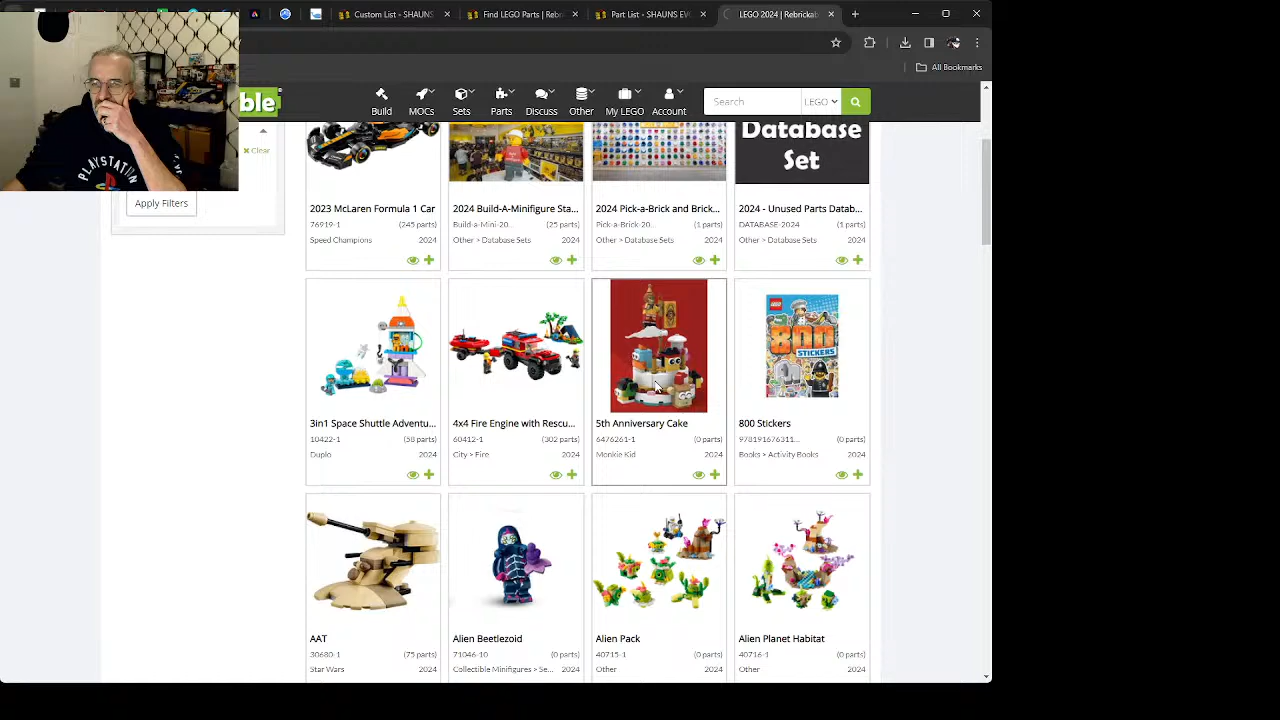 Custom List - SHAUNS
Find LEGO Parts | Reb
Part List - SHAUNS EV
LEGO 2024 | Rebrickab
All Bookmarks
ble
Build
MOCs
Sets
Parts
Discuss
Other
My LEGO
Account
Search
LEGO
PLAYSTATION
Clear
Apply Filters
Database
Set
2023 McLaren Formula 1 Car
76919-1 (245 parts)
Speed Champions 2024
2024 Build-A-Minifigure Sta...
Build-a-Mini-20... (25 parts)
Other > Database Sets 2024
2024 Pick-a-Brick and Brick...
Pick-a-Brick-20... (1 parts)
Other > Database Sets 2024
2024 - Unused Parts Datab...
DATABASE-2024 (1 parts)
Other > Database Sets 2024
LEGO
800
STICKERS
3in1 Space Shuttle Adventu...
10422-1 (58 parts)
Duplo 2024
4x4 Fire Engine with Rescu...
60412-1 (302 parts)
City > Fire 2024
5th Anniversary Cake
6476261-1 (0 parts)
Monkie Kid 2024
800 Stickers
978191676311... (0 parts)
Books > Activity Books 2024
AAT
30680-1 (75 parts)
Star Wars 2024
Alien Beetlezoid
71046-10 (0 parts)
Collectible Minifigures > Se... 2024
Alien Pack
40715-1 (0 parts)
Other 2024
Alien Planet Habitat
40716-1 (0 parts)
Other 2024